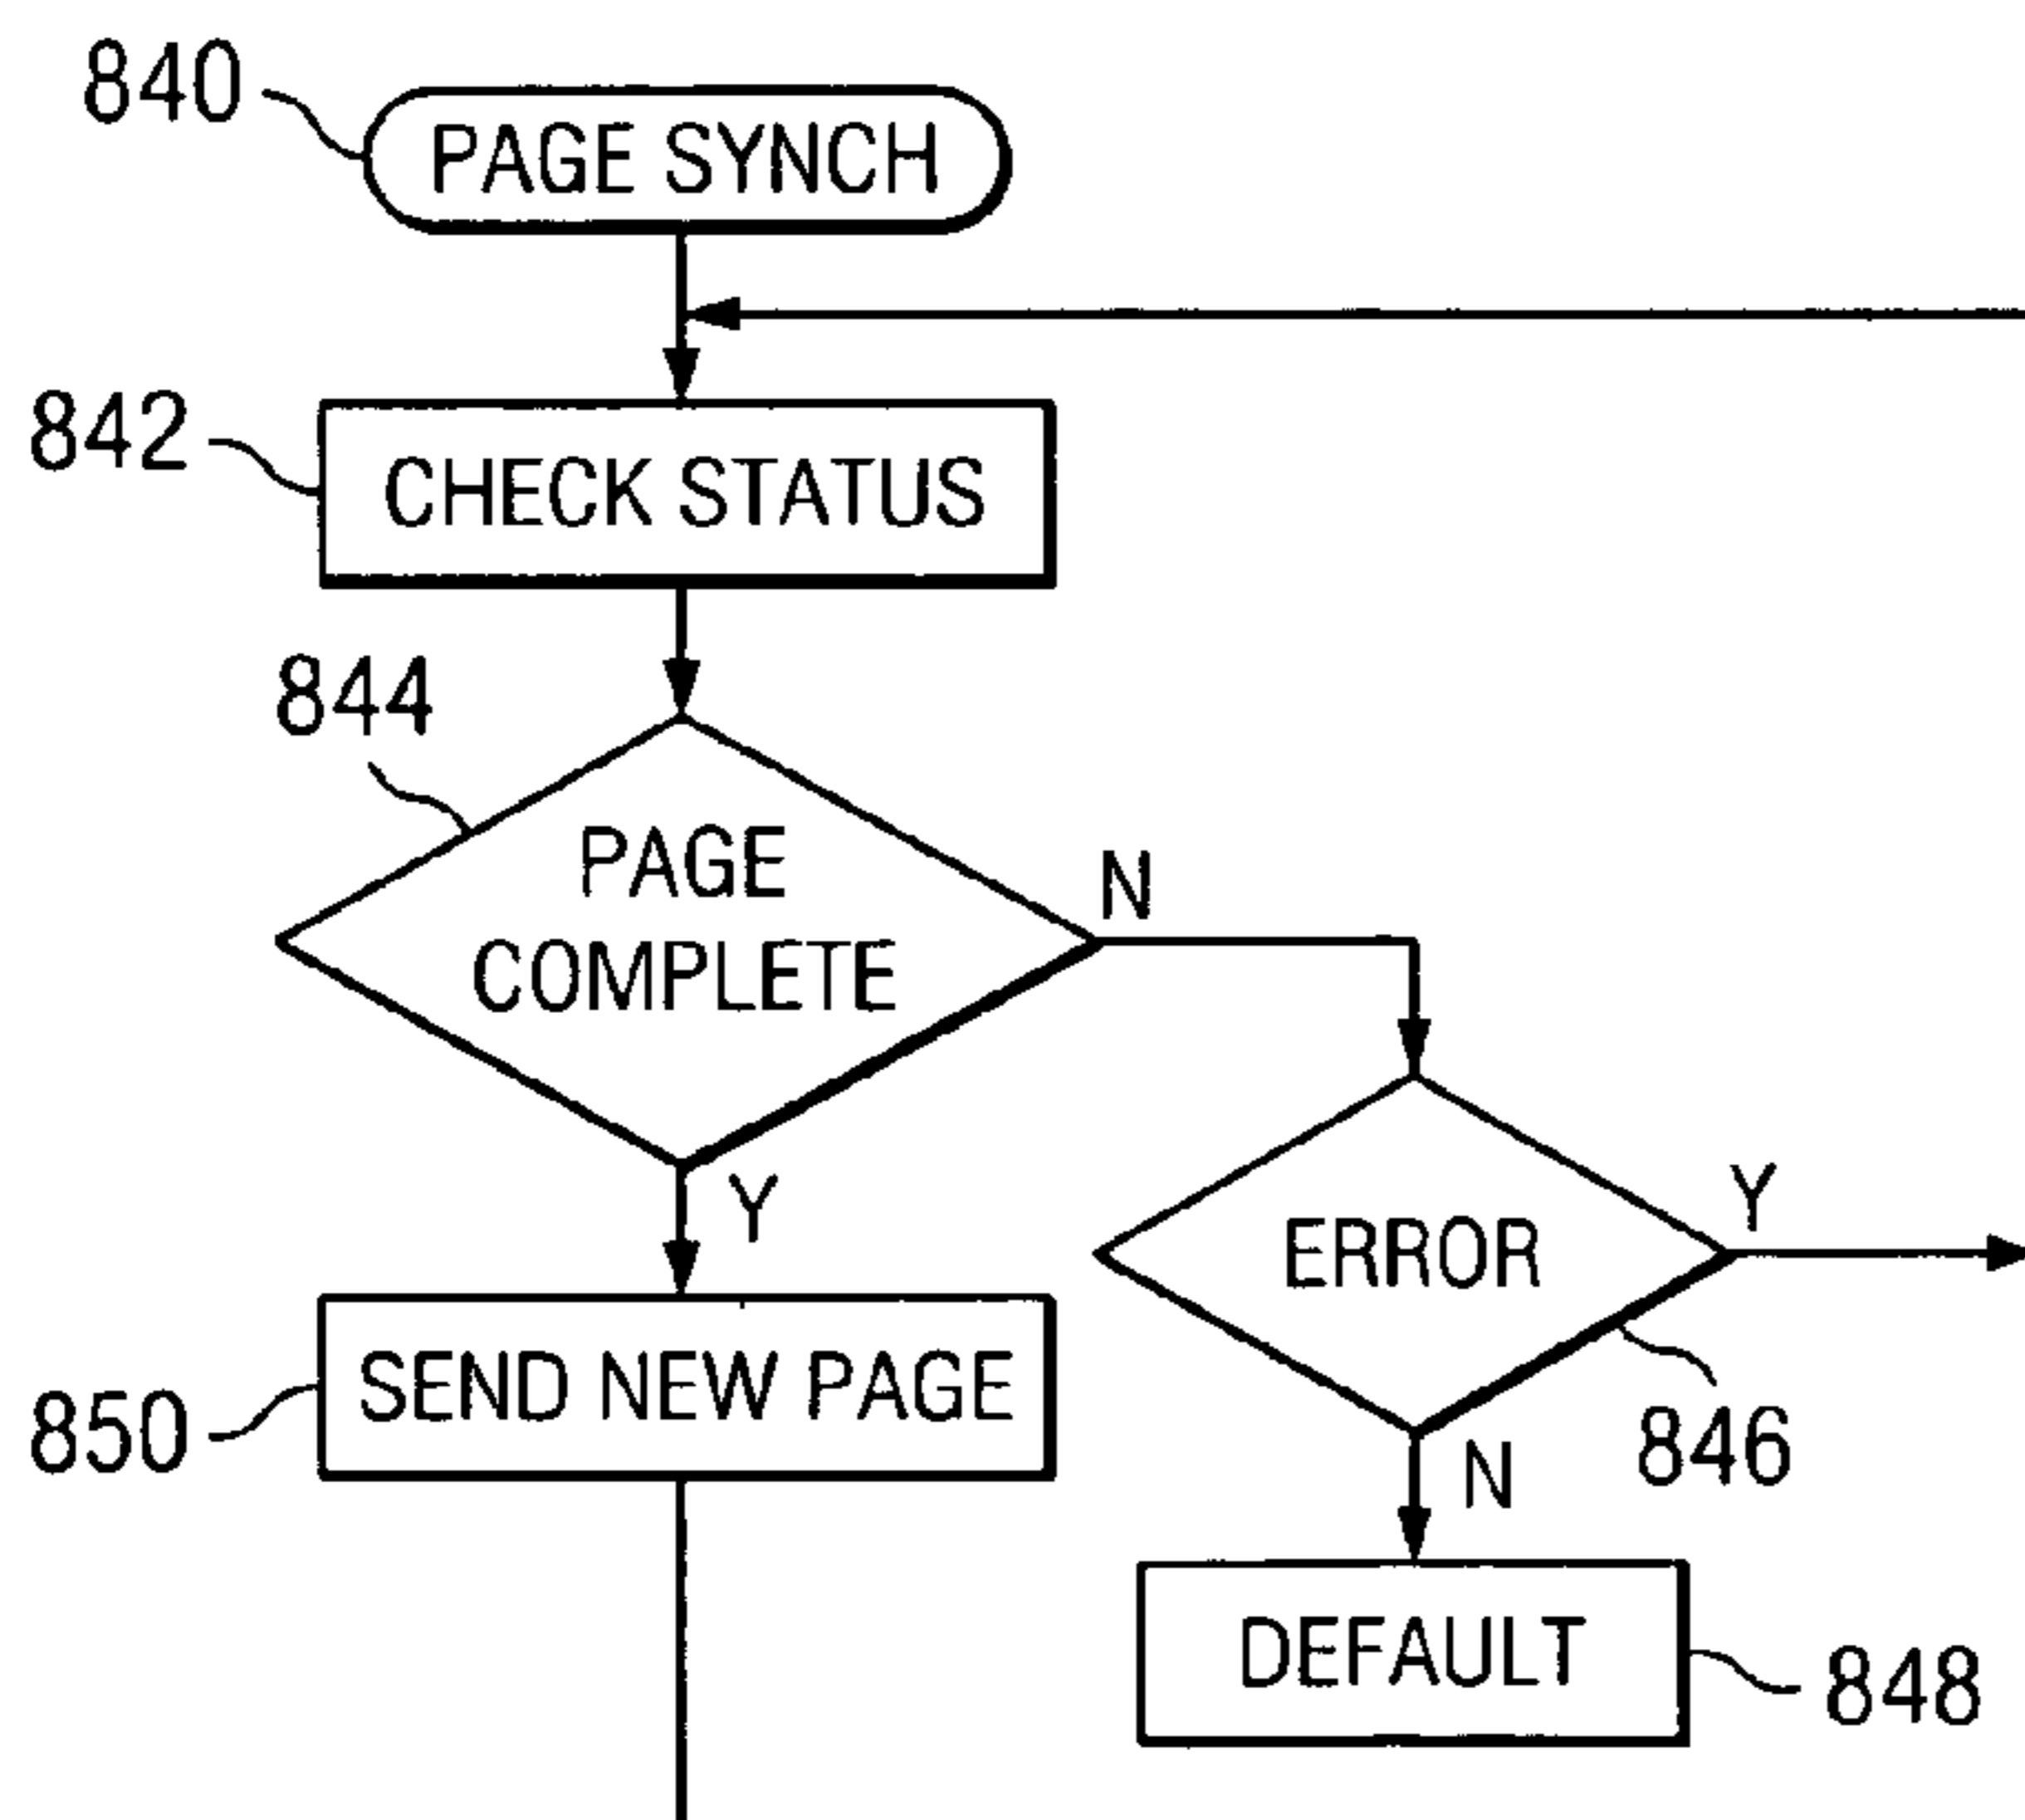 840
PAGE SYNCH
842
CHECK STATUS
844
PAGE
COMPLETE
N
Y
ERROR
Y
846
N
850
SEND NEW PAGE
DEFAULT
848